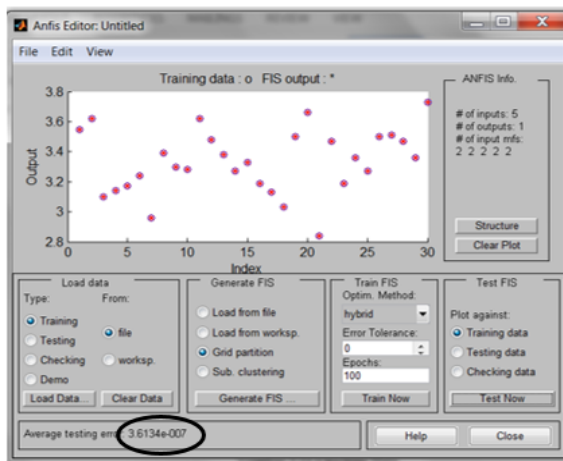 Anfis Editor: Untitled
File Edit View
Training data : o FIS output : *
3.8
3.6
3.4
3.2
3
2.8
Output
0 5 10 15 20 25 30
Index
ANFIS Info.
# of inputs: 5
# of outputs: 1
# of input mfs:
2 2 2 2 2
Structure
Clear Plot
Load data
Type: From:
Training
Testing
Checking
Demo
file
worksp.
Load Data... Clear Data
Generate FIS
Load from file
Load from worksp.
Grid partition
Sub. clustering
Generate FIS ...
Train FIS
Optim. Method:
hybrid
Error Tolerance:
0
Epochs:
100
Train Now
Test FIS
Plot against:
Training data
Testing data
Checking data
Test Now
Average testing error: 3.6134e-007
Help Close